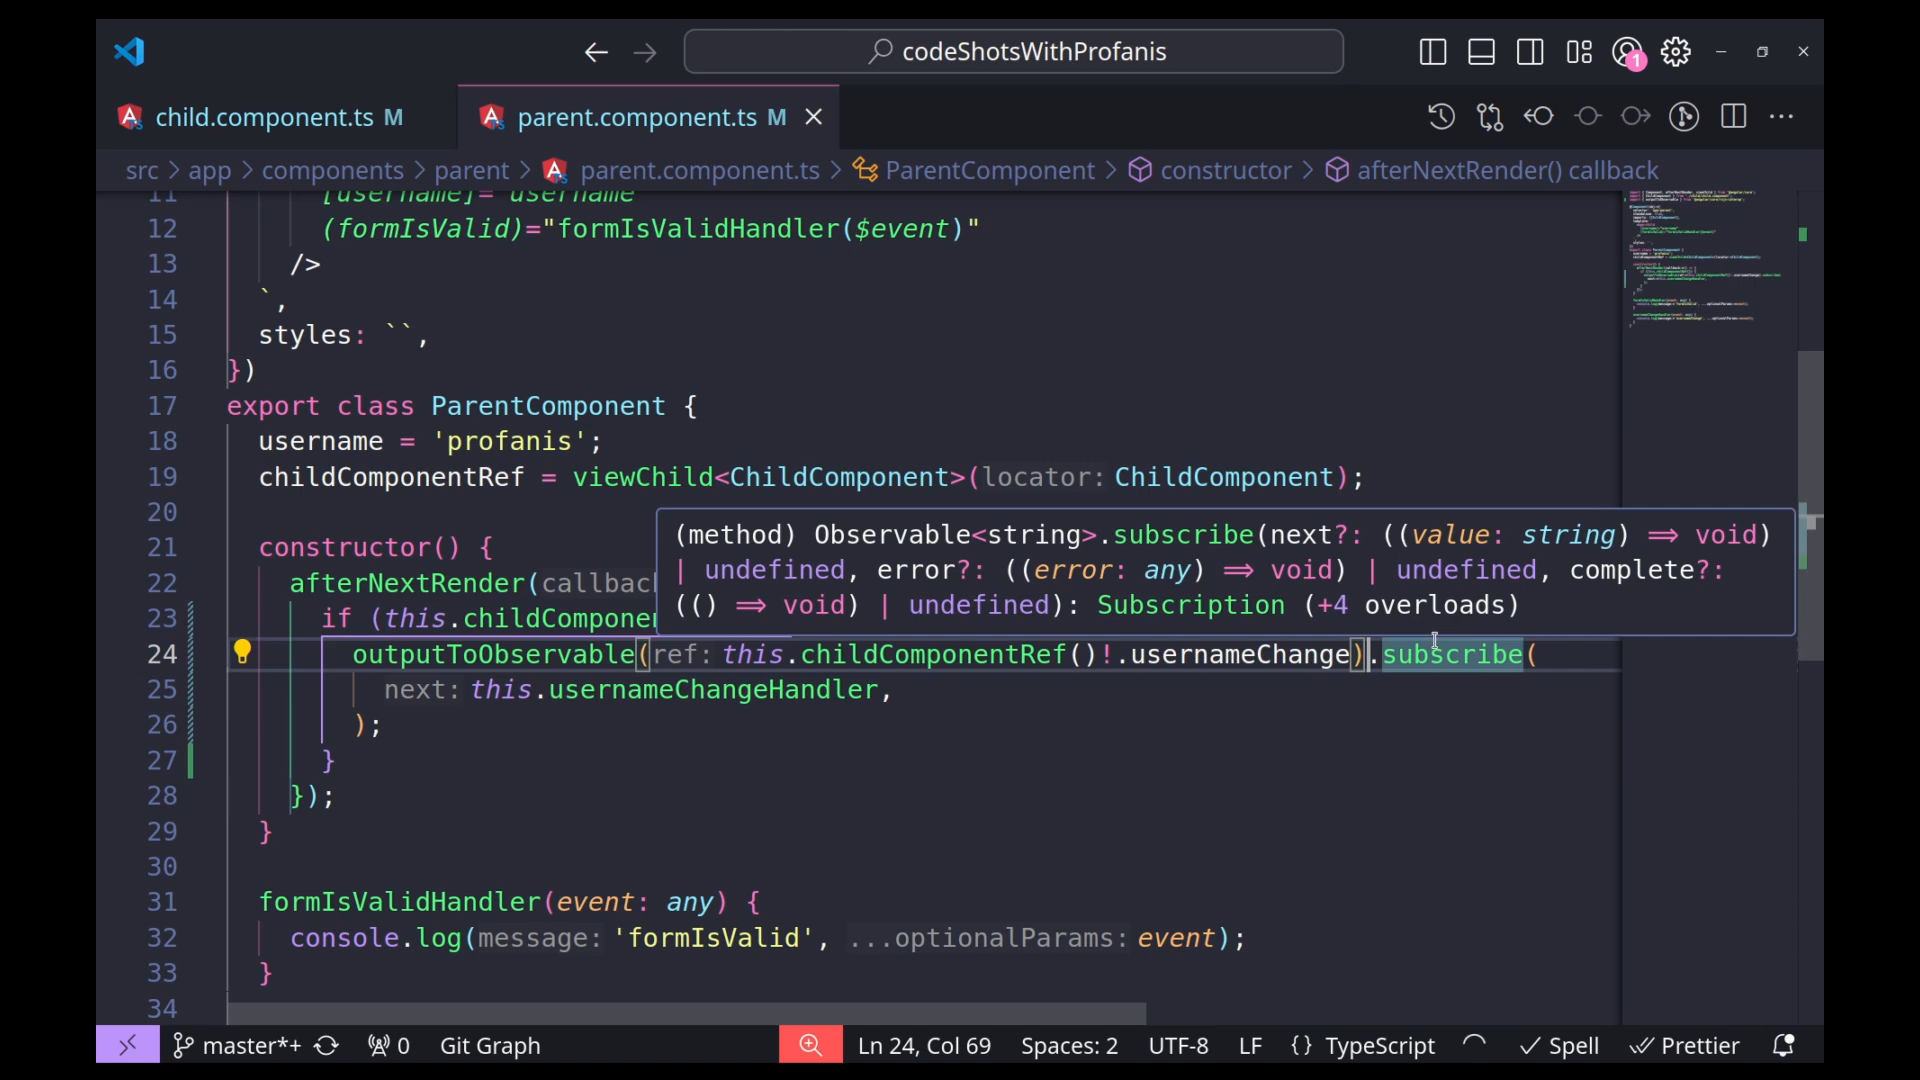 codeShotsWithProfanis
1
child.component.ts M
parent.component.ts M
src > app > components > parent > parent.component.ts > ParentComponent > constructor > afterNextRender() callback
11 [username]="username"
12 (formIsValid)="formIsValidHandler($event)"
13 />
14 `,
15 styles: ``,
16 })
17 export class ParentComponent {
18 username = 'profanis';
19 childComponentRef = viewChild<ChildComponent>(locator: ChildComponent);
20
(method) Observable<string>.subscribe(next?: ((value: string) => void)
21 constructor() {
| undefined, error?: ((error: any) => void) | undefined, complete?:
22 afterNextRender(callbac
(() => void) | undefined): Subscription (+4 overloads)
23 if (this.childComponen
24 outputToObservable(ref: this.childComponentRef()!.usernameChange).subscribe(
25 next: this.usernameChangeHandler,
26 );
27 }
28 });
29 }
30
31 formIsValidHandler(event: any) {
32 console.log(message: 'formIsValid', ...optionalParams: event);
33 }
34
master*+ 0 Git Graph Ln 24, Col 69 Spaces: 2 UTF-8 LF {} TypeScript Spell Prettier